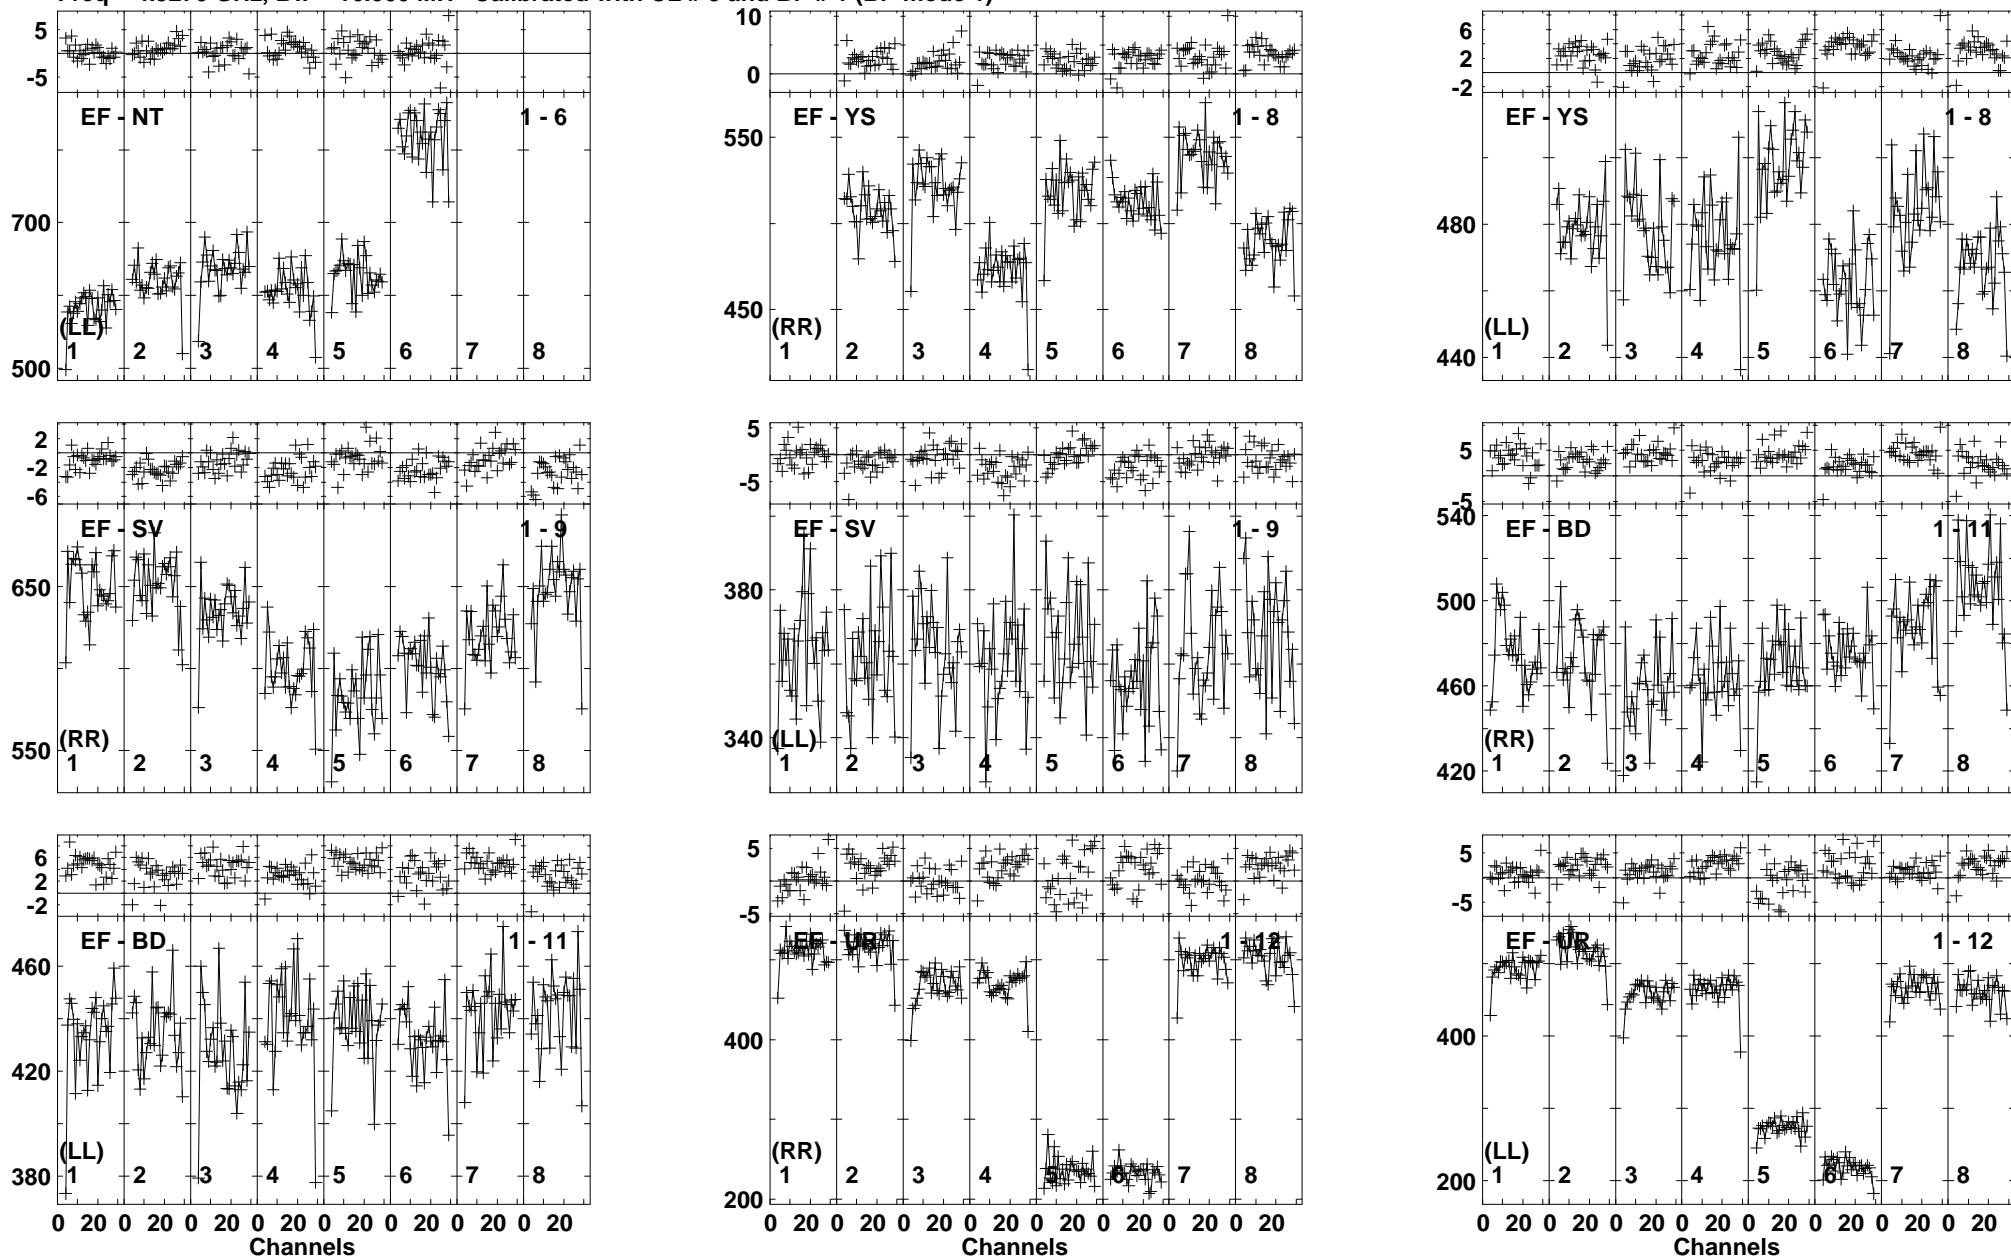 5
-5
EF - NT
1 - 6
700
500
(LL)
1 2 3 4 5 6 7 8
10
0
EF - YS
1 - 8
550
450
(RR)
1 2 3 4 5 6 7 8
6
2
-2
EF - YS
1 - 8
480
440
(LL)
1 2 3 4 5 6 7 8
2
-2
-6
EF - SV
1 - 9
650
550
(RR)
1 2 3 4 5 6 7 8
5
-5
EF - SV
1 - 9
380
340
(LL)
1 2 3 4 5 6 7 8
5
-5
EF - BD
1 - 11
540
500
460
420
(RR)
1 2 3 4 5 6 7 8
6
2
-2
EF - BD
1 - 11
460
420
380
(LL)
1 2 3 4 5 6 7 8
0 20 0 20 0 20 0 20 0 20 0 20 0 20 0 20
Channels
5
-5
EF - UR
1 - 12
400
200
(RR)
1 2 3 4 5 6 7 8
0 20 0 20 0 20 0 20 0 20 0 20 0 20 0 20
Channels
5
-5
EF - UR
1 - 12
400
200
(LL)
1 2 3 4 5 6 7 8
0 20 0 20 0 20 0 20 0 20 0 20 0 20 0 20
Channels